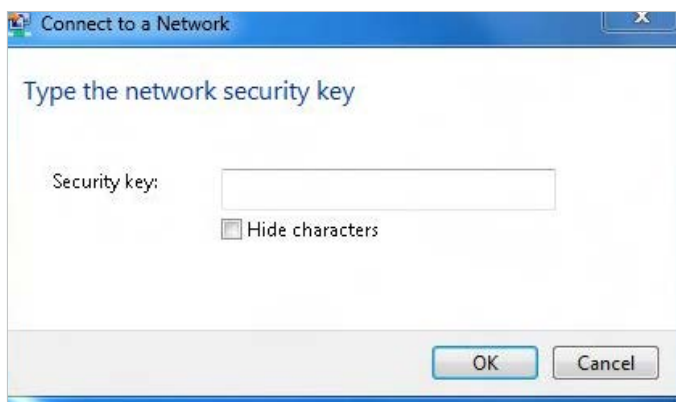 Connect to a Network
Type the network security key
Security key:
Hide characters
OK Cancel